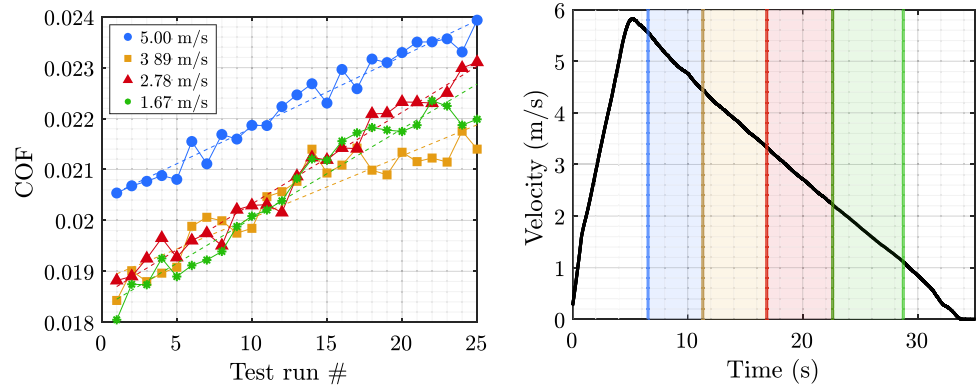 0.024
0.023
0.022
0.021
0.02
0.019
0.018
COF
5.00 m/s
3 89 m/s
2.78 m/s
1.67 m/s
0 5 10 15 20 25
Test run #
6
5
4
3
2
1
0
Velocity (m/s)
0 10 20 30
Time (s)